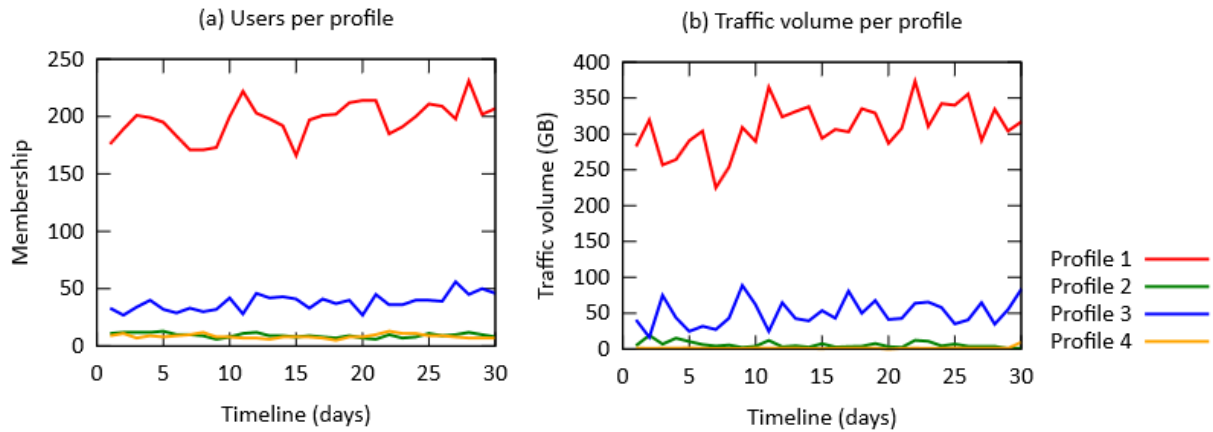 (a) Users per profile
250
200
150
100
50
0
Membership
0 5 10 15 20 25 30
Timeline (days)
(b) Traffic volume per profile
400
350
300
250
200
150
100
50
0
Traffic volume (GB)
0 5 10 15 20 25 30
Timeline (days)
Profile 1
Profile 2
Profile 3
Profile 4